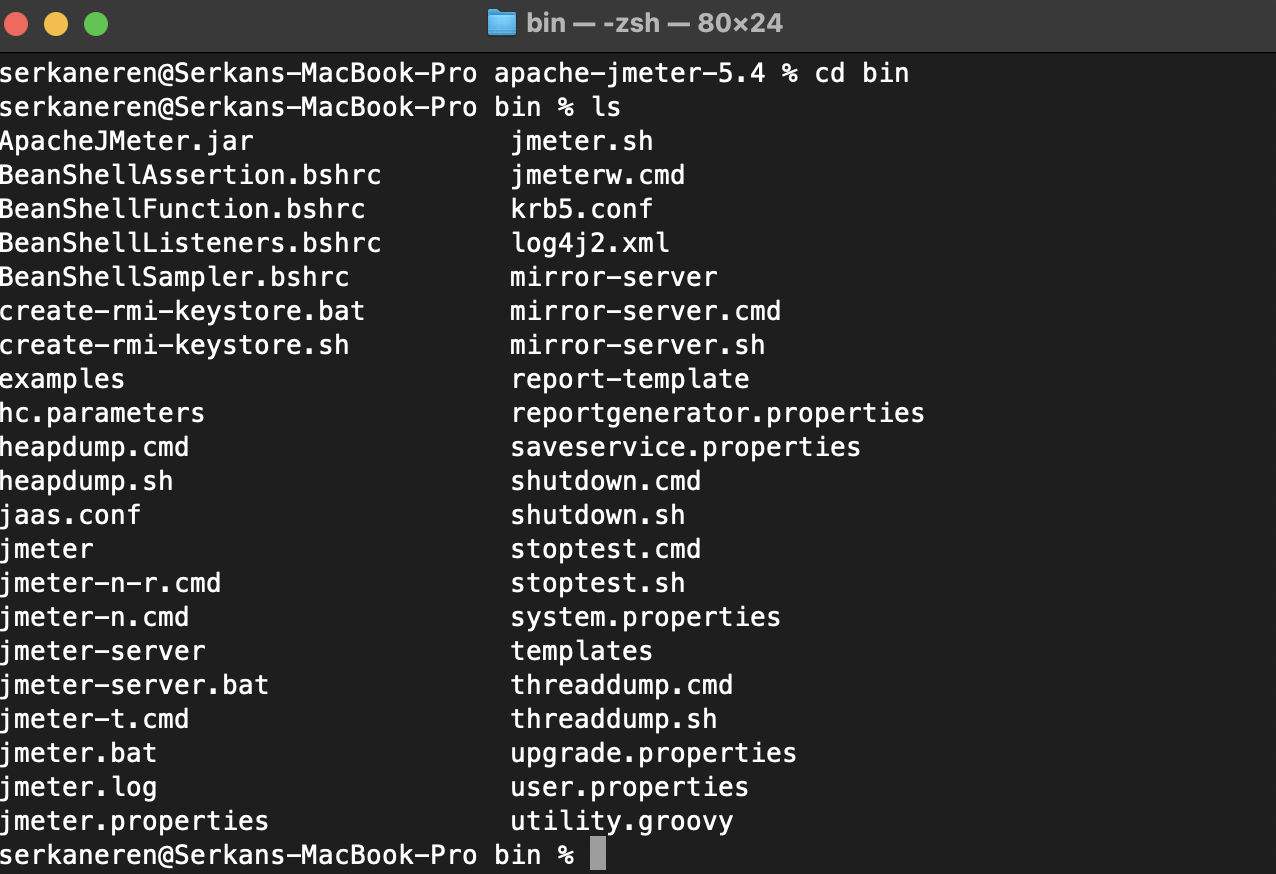 bin — -zsh — 80×24
serkaneren@Serkans-MacBook-Pro apache-jmeter-5.4 % cd bin
serkaneren@Serkans-MacBook-Pro bin % ls
ApacheJMeter.jar jmeter.sh
BeanShellAssertion.bshrc jmeterw.cmd
BeanShellFunction.bshrc krb5.conf
BeanShellListeners.bshrc log4j2.xml
BeanShellSampler.bshrc mirror-server
create-rmi-keystore.bat mirror-server.cmd
create-rmi-keystore.sh mirror-server.sh
examples report-template
hc.parameters reportgenerator.properties
heapdump.cmd saveservice.properties
heapdump.sh shutdown.cmd
jaas.conf shutdown.sh
jmeter stoptest.cmd
jmeter-n-r.cmd stoptest.sh
jmeter-n.cmd system.properties
jmeter-server templates
jmeter-server.bat threaddump.cmd
jmeter-t.cmd threaddump.sh
jmeter.bat upgrade.properties
jmeter.log user.properties
jmeter.properties utility.groovy
serkaneren@Serkans-MacBook-Pro bin %